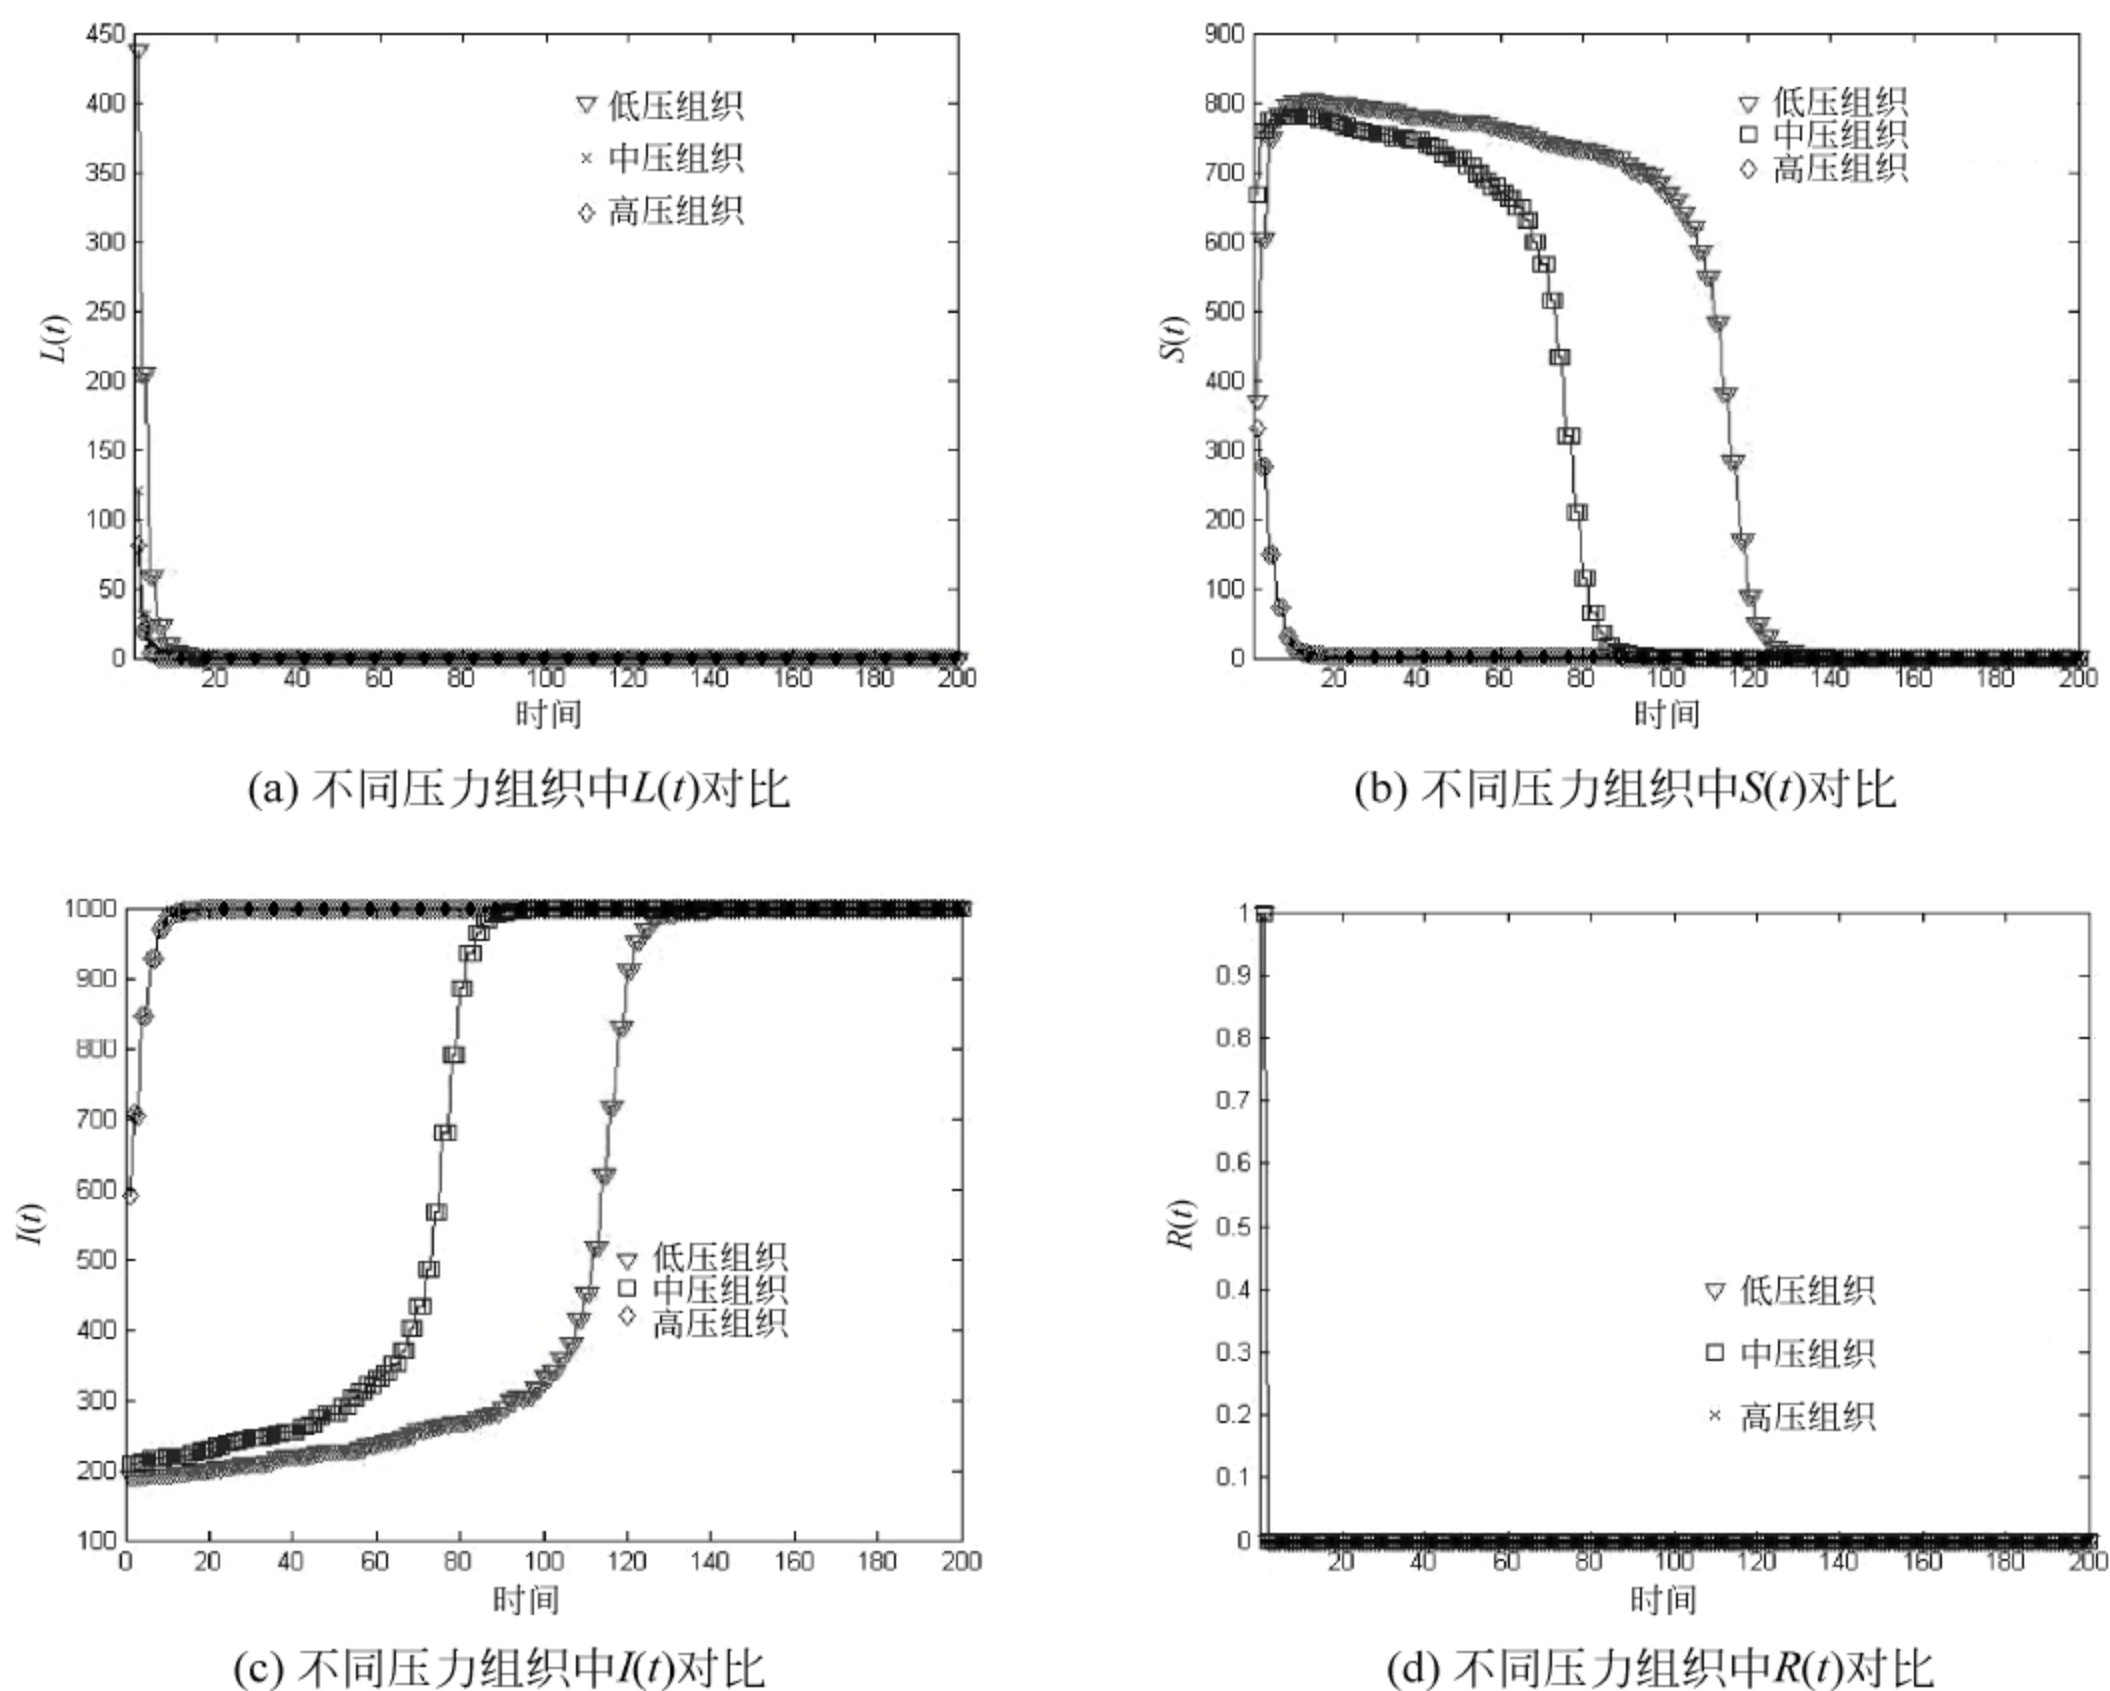 450
400
350
300
250
200
150
100
50
0
L(t)
低压组织
中压组织
高压组织
20 40 60 80 100 120 140 160 180 200
时间
(a) 不同压力组织中L(t)对比
900
800
700
600
500
400
300
200
100
0
S(t)
低压组织
中压组织
高压组织
20 40 60 80 100 120 140 160 180 200
时间
(b) 不同压力组织中S(t)对比
1000
900
800
700
600
500
400
300
200
100
I(t)
低压组织
中压组织
高压组织
0 20 40 60 80 100 120 140 160 180 200
时间
(c) 不同压力组织中I(t)对比
1
0.9
0.8
0.7
0.6
0.5
0.4
0.3
0.2
0.1
0
R(t)
低压组织
中压组织
高压组织
20 40 60 80 100 120 140 160 180 200
时间
(d) 不同压力组织中R(t)对比